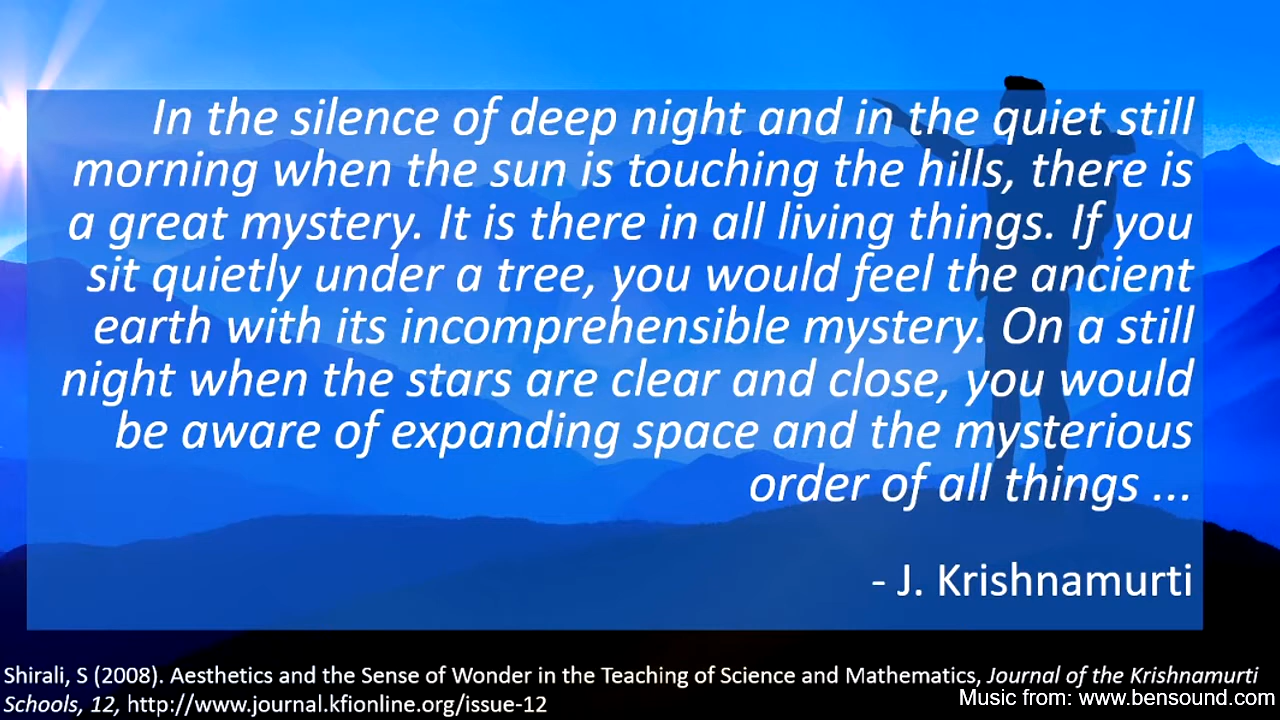 In the silence of deep night and in the quiet still
morning when the sun is touching the hills, there is
a great mystery. It is there in all living things. If you
sit quietly under a tree, you would feel the ancient
earth with its incomprehensible mystery. On a still
night when the stars are clear and close, you would
be aware of expanding space and the mysterious
order of all things ...
- J. Krishnamurti
Shirali, S (2008). Aesthetics and the Sense of Wonder in the Teaching of Science and Mathematics, Journal of the Krishnamurti
Schools, 12, http://www.journal.kfionline.org/issue-12
Music from: www.bensound.com